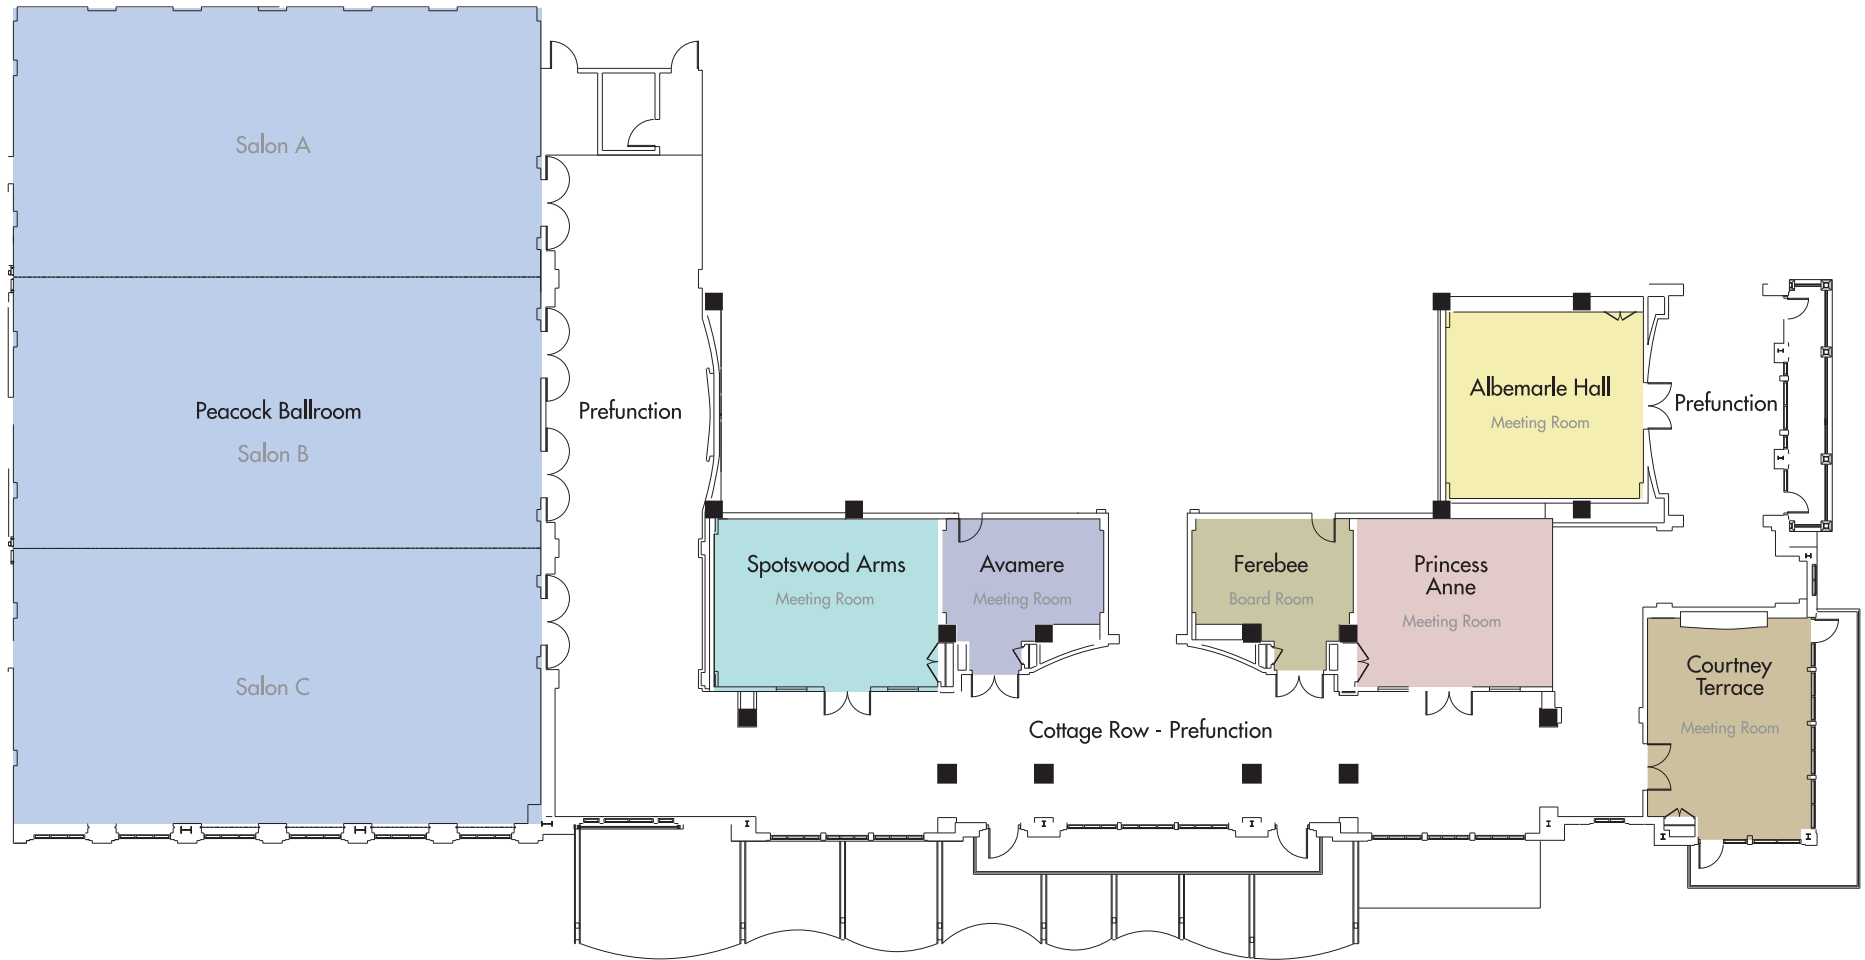 Salon A
Peacock Ballroom
Salon B
Salon C
Prefunction
Spotswood Arms
Meeting Room
Avamere
Meeting Room
Ferebee
Board Room
Princess
Anne
Meeting Room
Albemarle Hall
Meeting Room
Prefunction
Courtney
Terrace
Meeting Room
Cottage Row - Prefunction